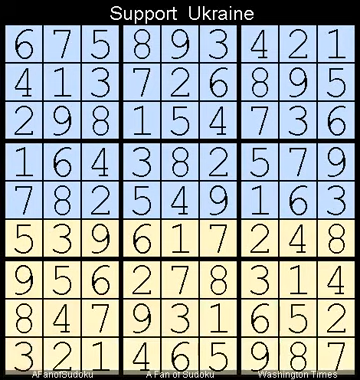 Support Ukraine
6 7 5 8 9 3 4 2 1
4 1 3 7 2 6 8 9 5
2 9 8 1 5 4 7 3 6
1 6 4 3 8 2 5 7 9
7 8 2 5 4 9 1 6 3
5 3 9 6 1 7 2 4 8
9 5 6 2 7 8 3 1 4
8 4 7 9 3 1 6 5 2
3 2 1 4 6 5 9 8 7
AFanofSudoku A Fan of Sudoku Washington Times